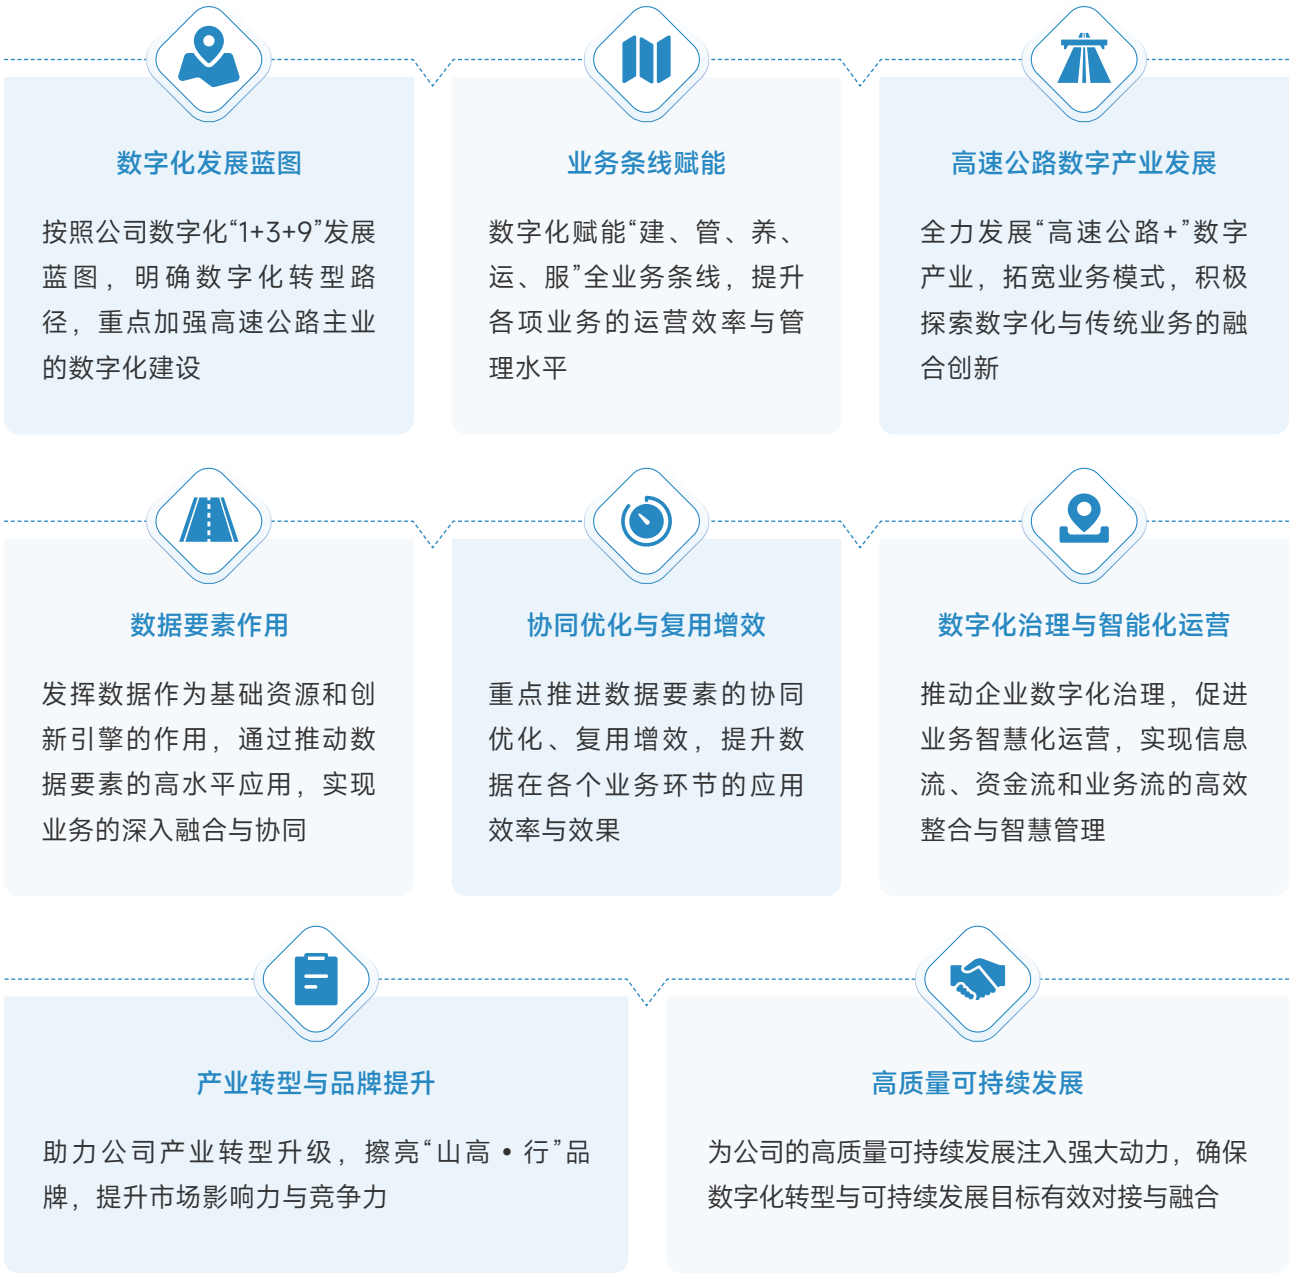 数字化发展蓝图
按照公司数字化“1+3+9”发展
蓝图，明确数字化转型路
径，重点加强高速公路主业
的数字化建设
业务条线赋能
数字化赋能“建、管、养、
运、服”全业务条线，提升
各项业务的运营效率与管
理水平
高速公路数字产业发展
全力发展“高速公路+”数字
产业，拓宽业务模式，积极
探索数字化与传统业务的融
合创新
数据要素作用
发挥数据作为基础资源和创
新引擎的作用，通过推动数
据要素的高水平应用，实现
业务的深入融合与协同
协同优化与复用增效
重点推进数据要素的协同
优化、复用增效，提升数
据在各个业务环节的应用
效率与效果
数字化治理与智能化运营
推动企业数字化治理，促进
业务智慧化运营，实现信息
流、资金流和业务流的高效
整合与智慧管理
产业转型与品牌提升
助力公司产业转型升级，擦亮“山高•行”品
牌，提升市场影响力与竞争力
高质量可持续发展
为公司的高质量可持续发展注入强大动力，确保
数字化转型与可持续发展目标有效对接与融合